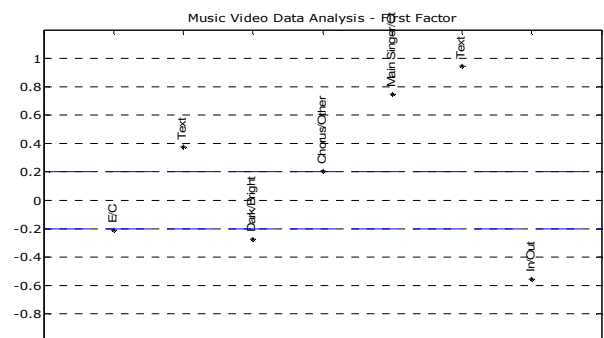 Music Video Data Analysis - First Factor
1
0.8
0.6
0.4
0.2
0
-0.2
-0.4
-0.6
-0.8
E/C
Text
Dark/Bright
Chorus/Other
Main Singer/Ot
Text
In/Out